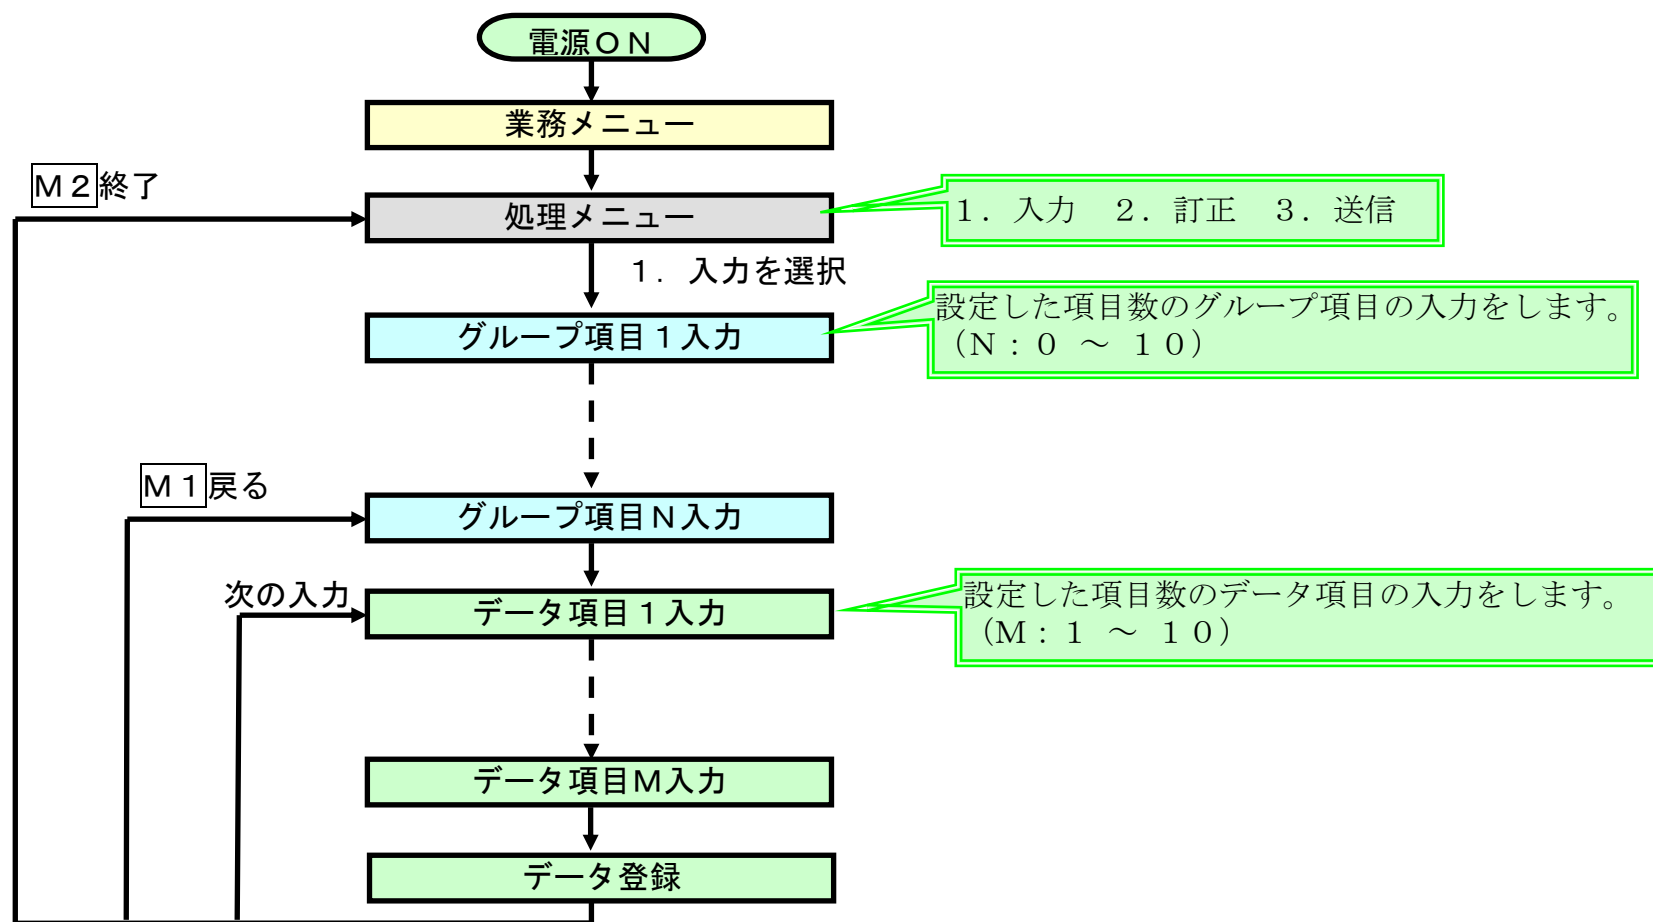 電源ＯＮ
業務メニュー
Ｍ２終了
処理メニュー
１．入力　２．訂正　３．送信
１．入力を選択
設定した項目数のグループ項目の入力をします。
（Ｎ：０ ～ １０）
グループ項目１入力
Ｍ１戻る
グループ項目Ｎ入力
次の入力
データ項目１入力
設定した項目数のデータ項目の入力をします。
（Ｍ：１ ～ １０）
データ項目Ｍ入力
データ登録